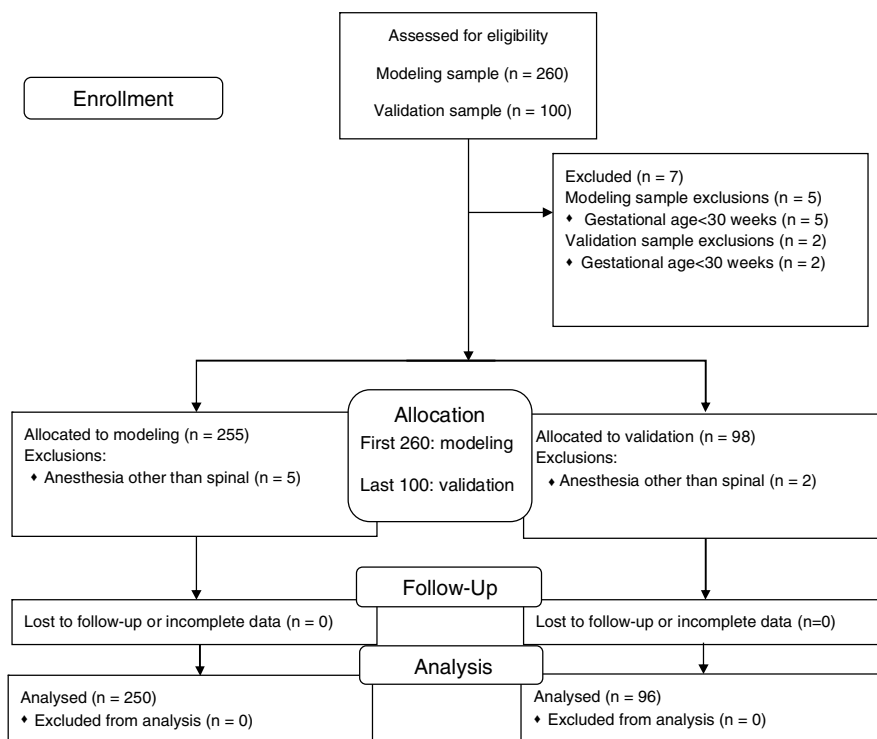 Assessed for eligibility
Modeling sample (n = 260)
Validation sample (n = 100)
Enrollment
Excluded (n = 7)
Modeling sample exclusions (n = 5)
♦ Gestational age<30 weeks (n = 5)
Validation sample exclusions (n = 2)
♦ Gestational age<30 weeks (n = 2)
Allocation
First 260: modeling
Last 100: validation
Allocated to modeling (n = 255)
Exclusions:
♦ Anesthesia other than spinal (n = 5)
Allocated to validation (n = 98)
Exclusions:
♦ Anesthesia other than spinal (n = 2)
Follow-Up
Lost to follow-up or incomplete data (n = 0)
Lost to follow-up or incomplete data (n=0)
Analysis
Analysed (n = 250)
♦ Excluded from analysis (n = 0)
Analysed (n = 96)
♦ Excluded from analysis (n = 0)